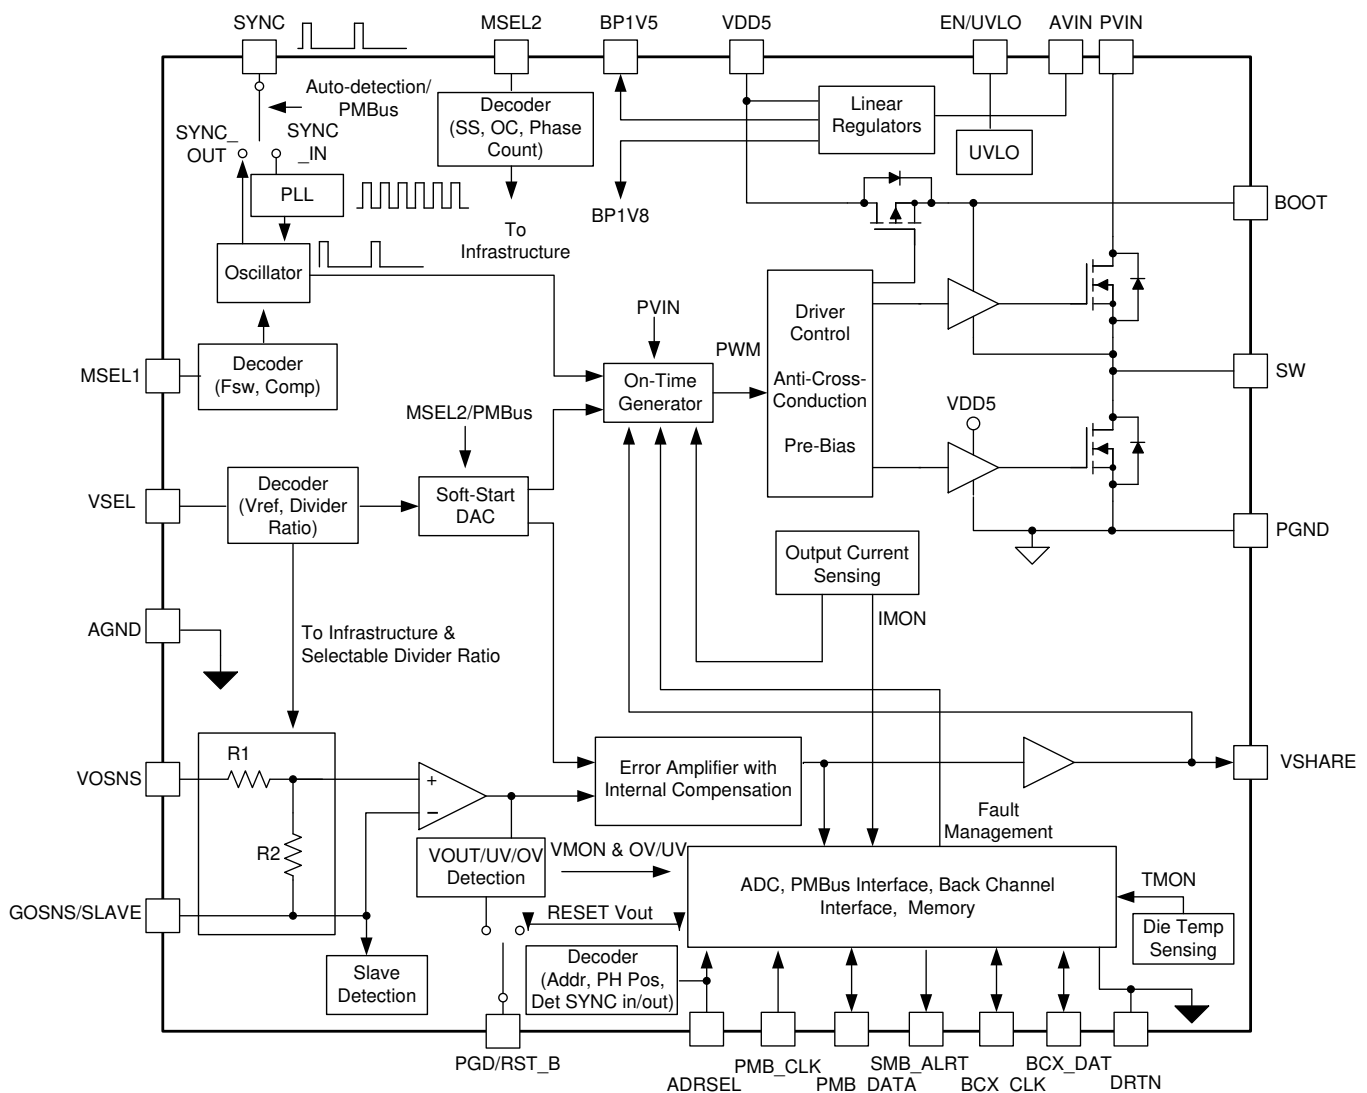 SYNC
MSEL2
BP1V5
VDD5
EN/UVLO
AVIN
PVIN
Auto-detection/
PMBus
SYNC_
OUT
SYNC
_IN
Decoder
(SS, OC, Phase
Count)
Linear
Regulators
UVLO
PLL
BP1V8
BOOT
To
Infrastructure
Oscillator
PVIN
Driver
Control
Anti-Cross-
Conduction
Pre-Bias
MSEL1
Decoder
(Fsw, Comp)
On-Time
Generator
PWM
SW
MSEL2/PMBus
VDD5
VSEL
Decoder
(Vref, Divider
Ratio)
Soft-Start
DAC
PGND
Output Current
Sensing
IMON
AGND
To Infrastructure &
Selectable Divider Ratio
R1
VOSNS
+
−
Error Amplifier with
Internal Compensation
VSHARE
R2
Fault
Management
VOUT/UV/OV
Detection
VMON & OV/UV
ADC, PMBus Interface, Back Channel
Interface, Memory
TMON
GOSNS/SLAVE
RESET Vout
Die Temp
Sensing
Slave
Detection
Decoder
(Addr, PH Pos,
Det SYNC in/out)
PGD/RST_B
ADRSEL
PMB_CLK
PMB_DATA
SMB_ALRT
BCX_CLK
BCX_DAT
DRTN